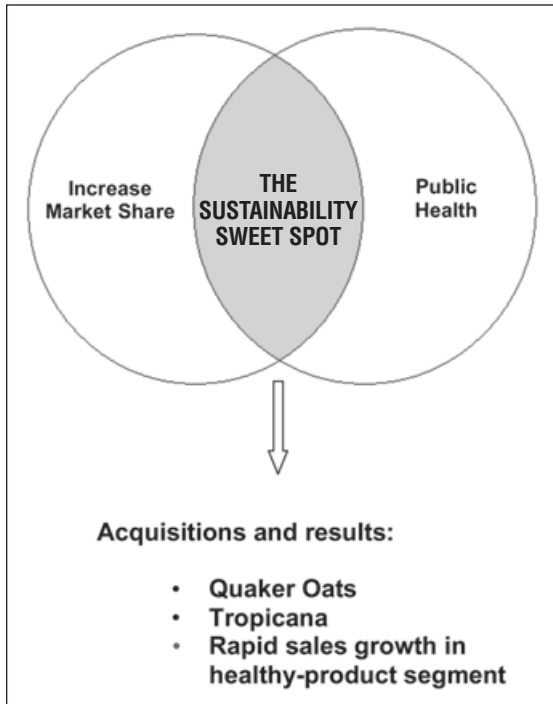 Increase
Market Share
THE
SUSTAINABILITY
SWEET SPOT
Public
Health
Acquisitions and results:
• Quaker Oats
• Tropicana
• Rapid sales growth in
healthy-product segment